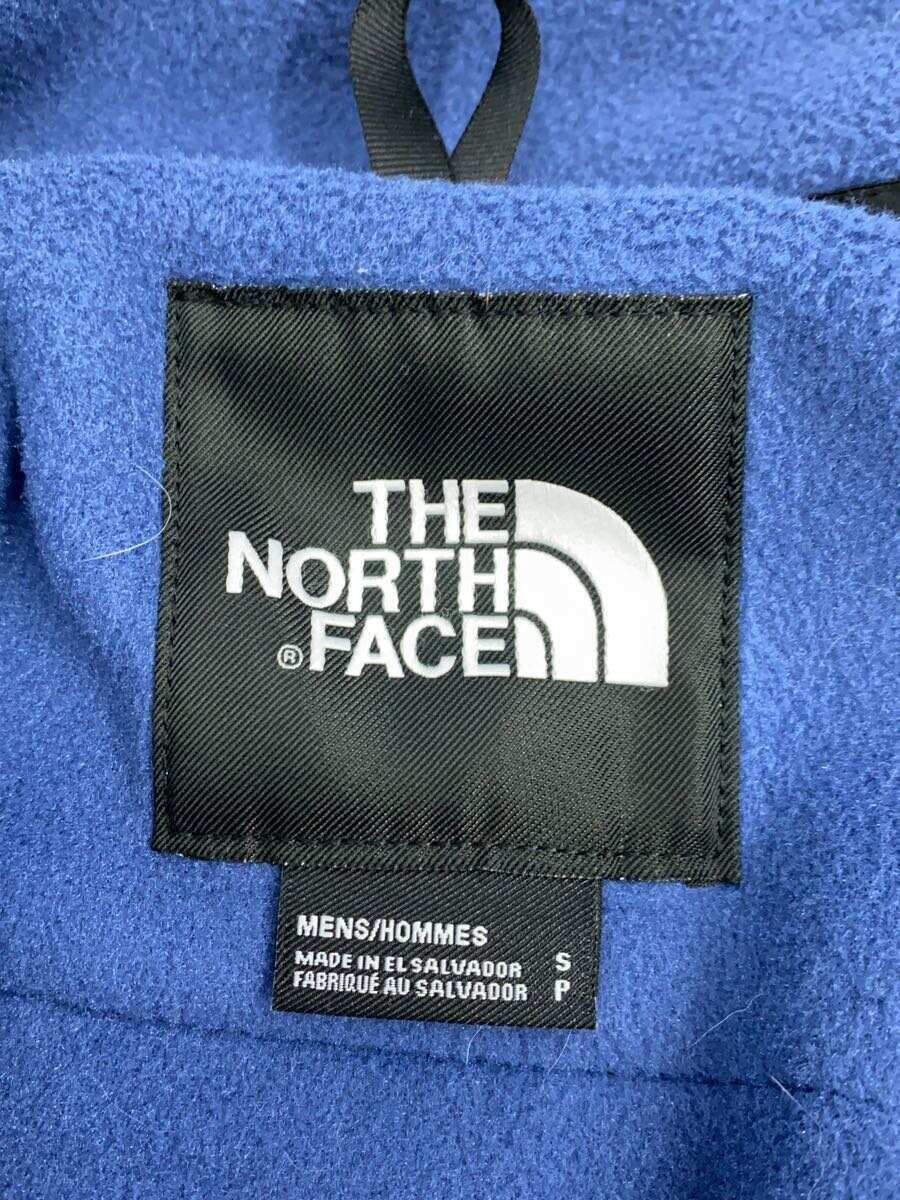 THE
NORTH
®FACE
MENS/HOMMES
MADE IN EL SALVADOR S
FABRIQUÉ AU SALVADOR P